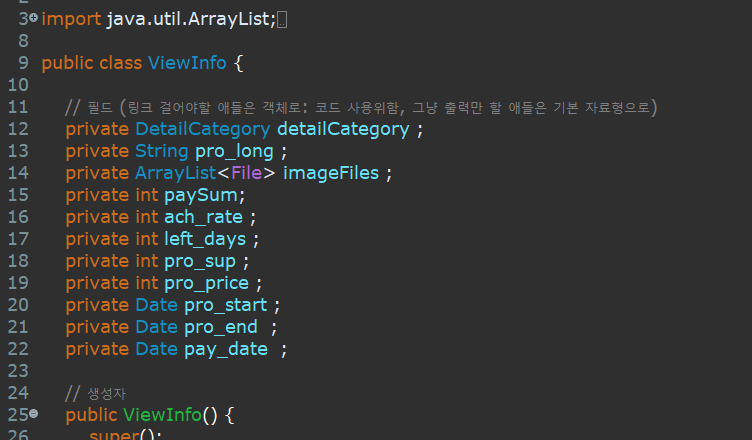 3 import java.util.ArrayList;
8
9 public class ViewInfo {
10
11 // 필드 (링크 걸어야할 애들은 객체로: 코드 사용위함, 그냥 출력만 할 애들은 기본 자료형으로)
12 private DetailCategory detailCategory ;
13 private String pro_long ;
14 private ArrayList<File> imageFiles ;
15 private int paySum;
16 private int ach_rate ;
17 private int left_days ;
18 private int pro_sup ;
19 private int pro_price ;
20 private Date pro_start ;
21 private Date pro_end  ;
22 private Date pay_date  ;
23
24 // 생성자
25 public ViewInfo() {
26 super();